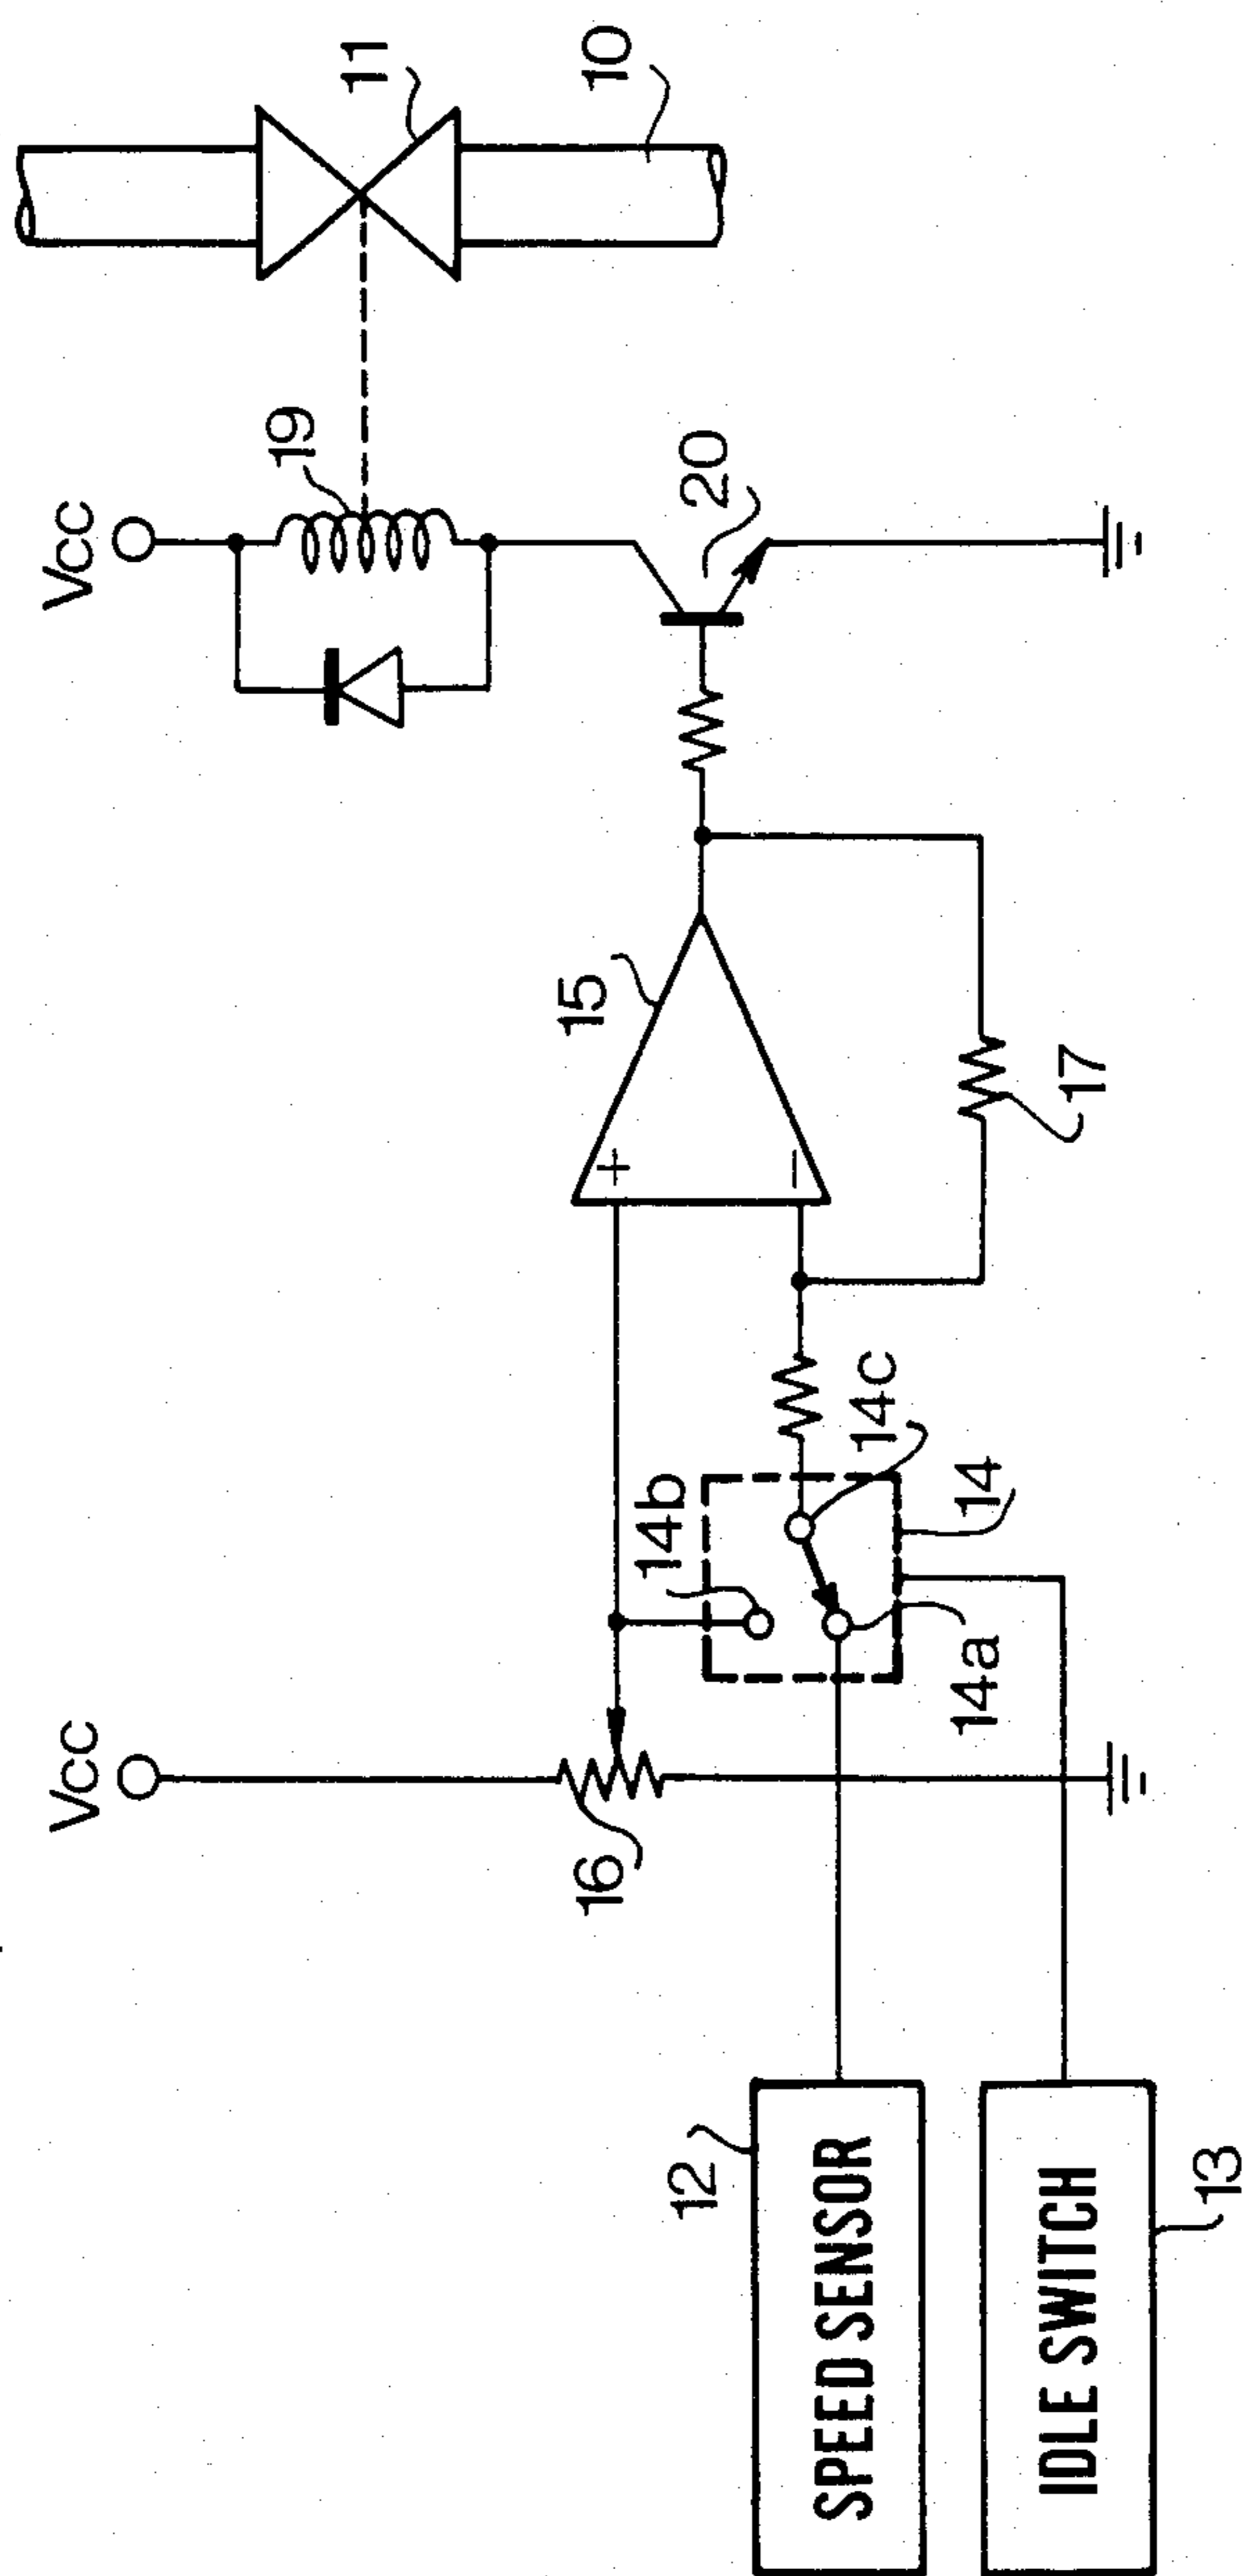 11
10
19
Vcc
20
15
17
14c
14b
14
14a
Vcc
16
12
SPEED SENSOR
13
IDLE SWITCH
+
−